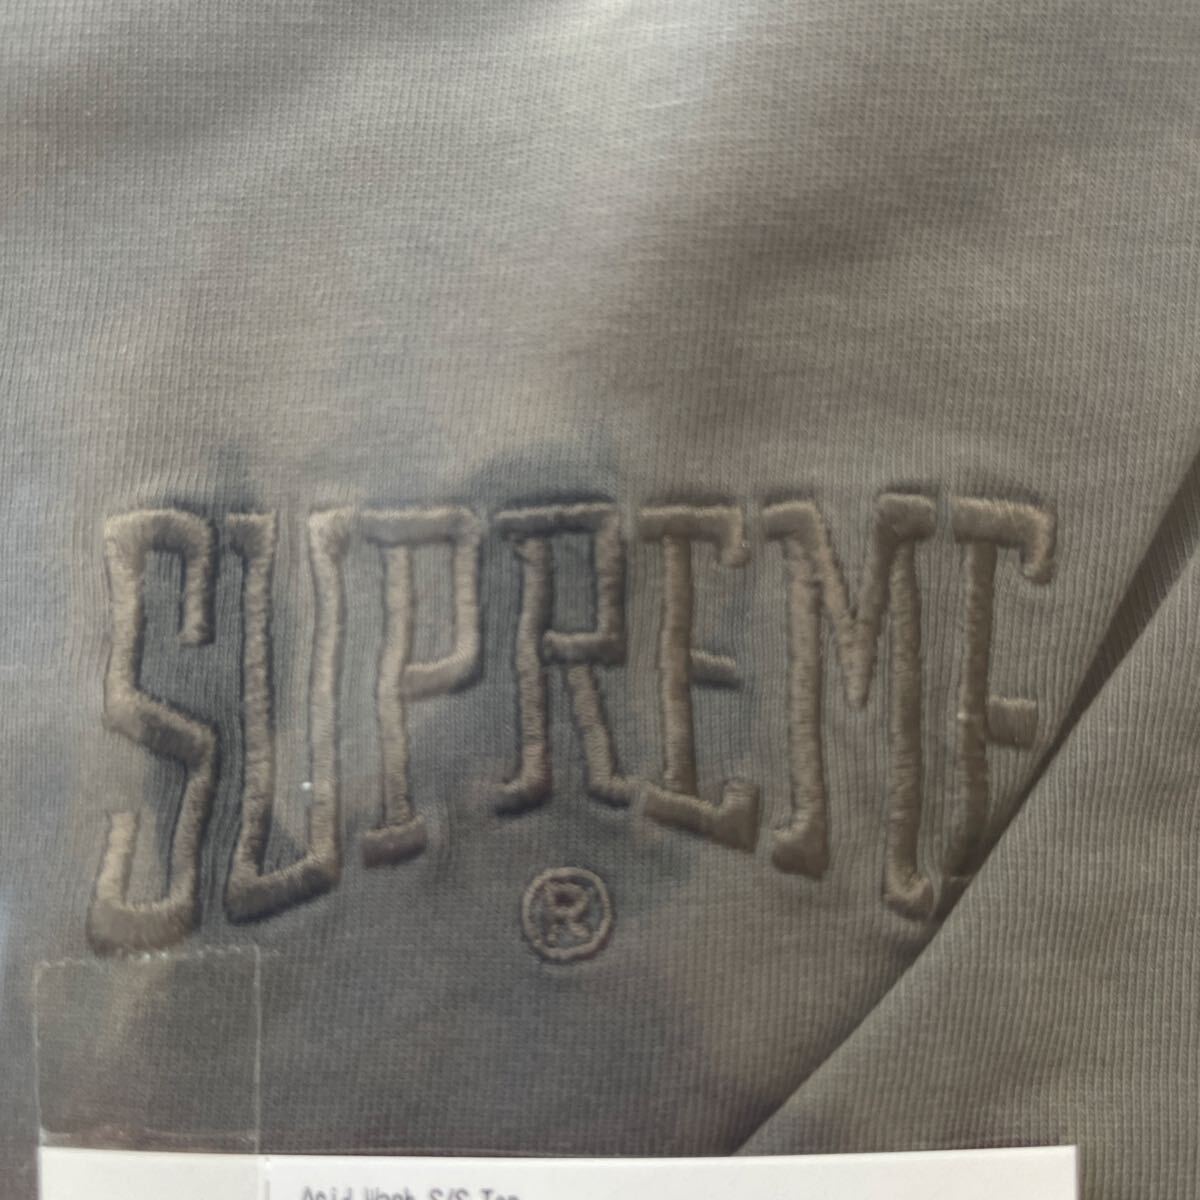 SUPREME
®
Acid Wash S/S Top